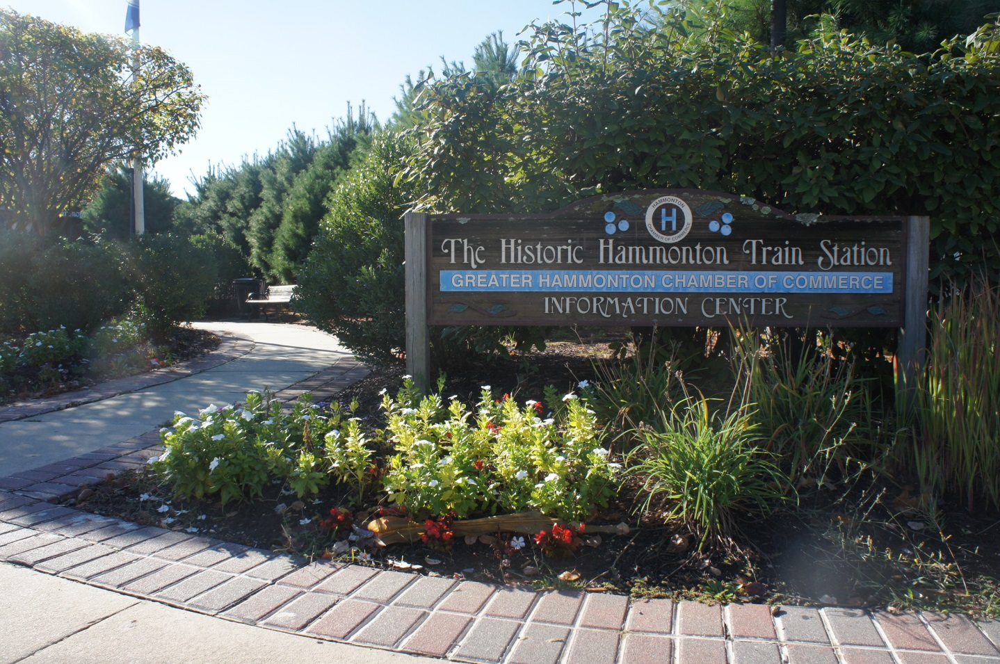 HAMMONTON
H
CHAMBER OF COMMERCE
The Historic Hammonton Train Station
GREATER HAMMONTON CHAMBER OF COMMERCE
INFORMATION CENTER